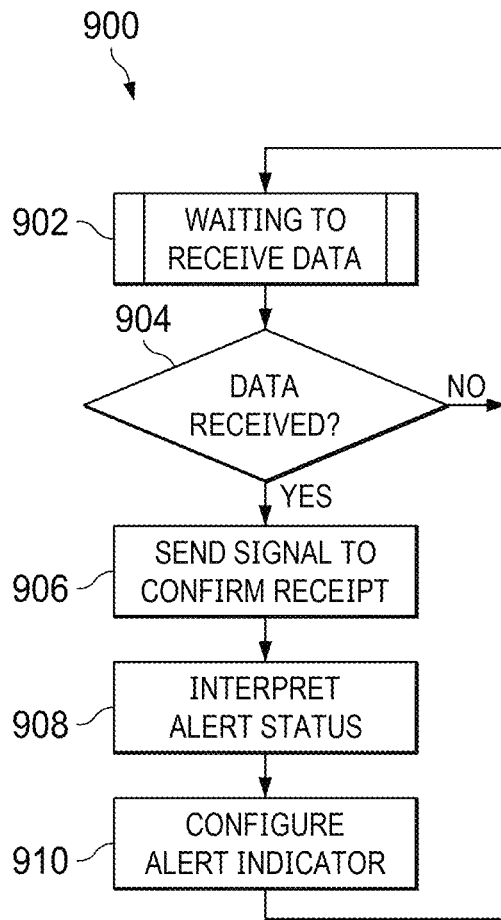 900
902
WAITING TO
RECEIVE DATA
904
DATA
RECEIVED?
NO
YES
906
SEND SIGNAL TO
CONFIRM RECEIPT
908
INTERPRET
ALERT STATUS
910
CONFIGURE
ALERT INDICATOR